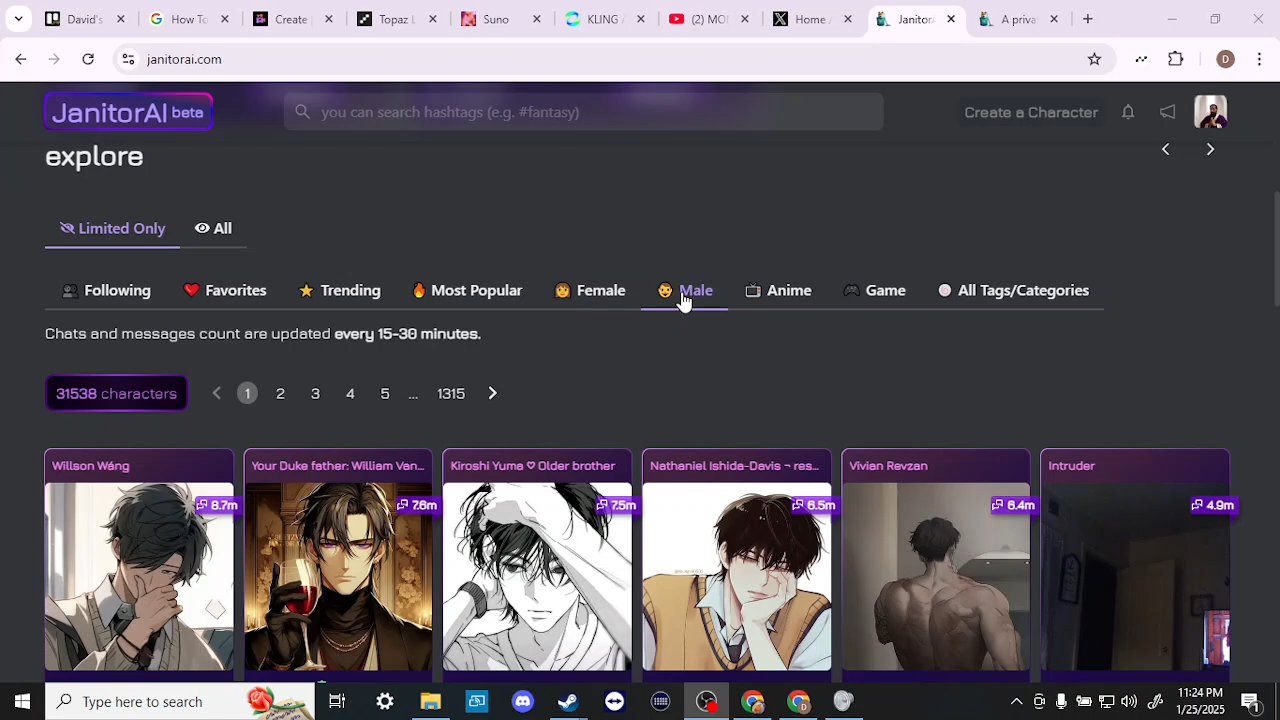 David's
How To
Create
Topaz L
Suno
KLING A
(2) MO
Home
Janitor
A priva
janitorai.com
D
JanitorAI beta
you can search hashtags (e.g. #fantasy)
Create a Character
explore
Limited Only
All
Following
Favorites
Trending
Most Popular
Female
Male
Anime
Game
All Tags/Categories
Chats and messages count are updated every 15-30 minutes.
31538 characters
1 2 3 4 5 ... 1315
Willson Wáng
Your Duke father: William Van...
Kiroshi Yuma ♡ Older brother
Nathaniel Ishida-Davis ¬ res...
Vivian Revzan
Intruder
8.7m
7.6m
7.5m
6.5m
6.4m
4.9m
Type here to search
1:24 PM
1/25/2025
1